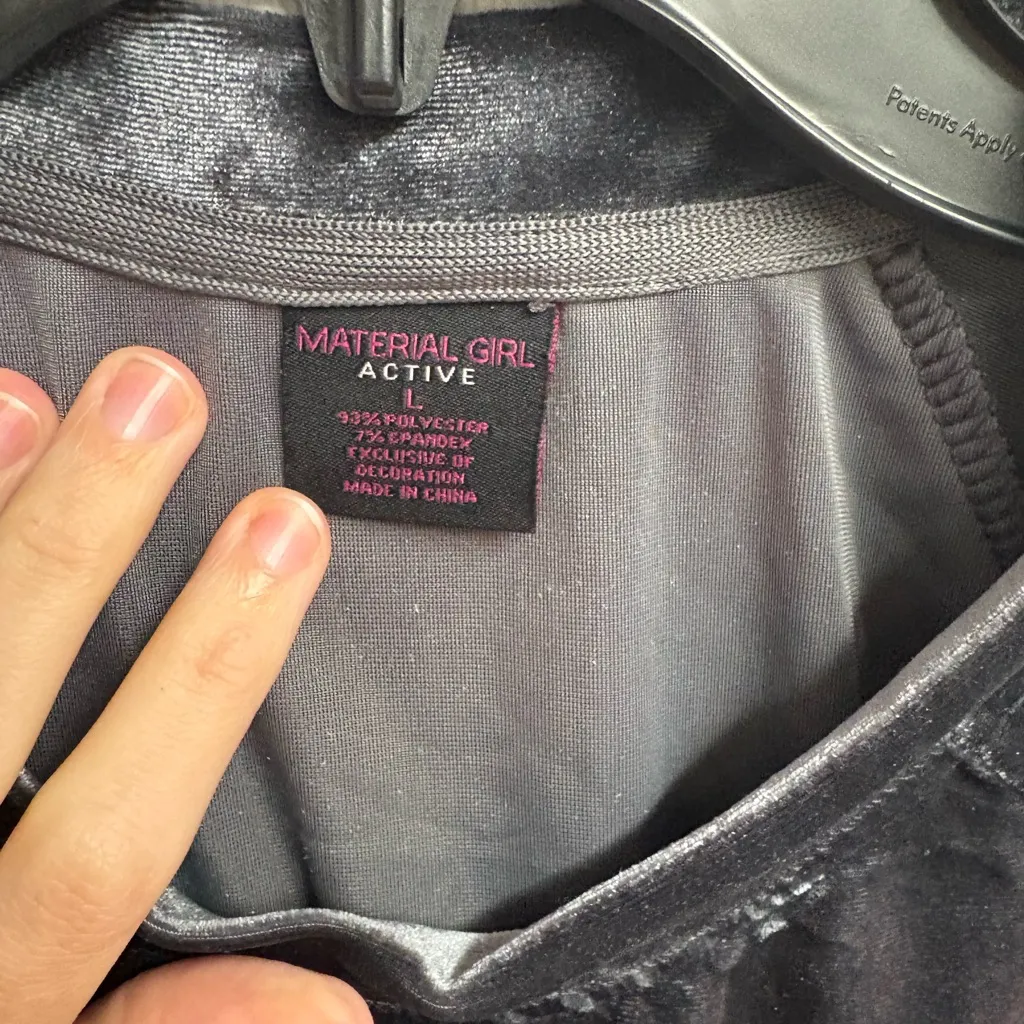 Patents Apply
MATERIAL GIRL
ACTIVE
L
93% POLYESTER
7% SPANDEX
EXCLUSIVE OF
DECORATION
MADE IN CHINA